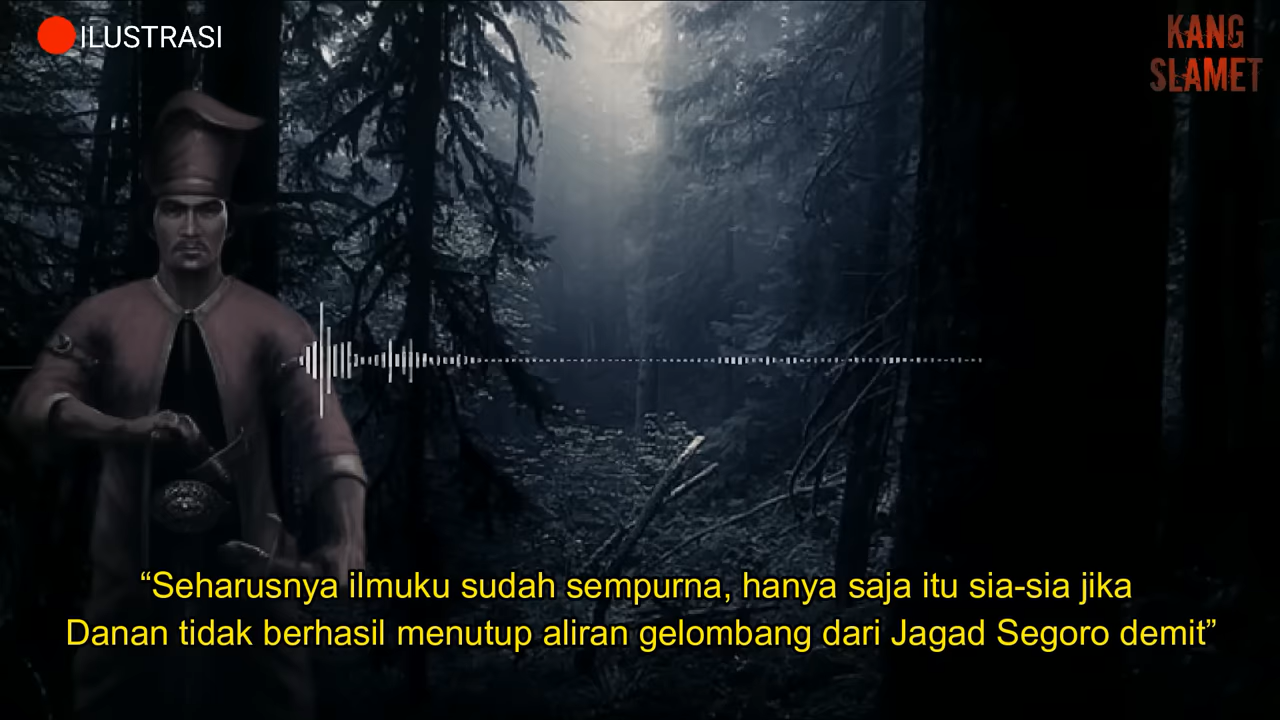 ILUSTRASI
KANG
SLAMET
“Seharusnya ilmuku sudah sempurna, hanya saja itu sia-sia jika
Danan tidak berhasil menutup aliran gelombang dari Jagad Segoro demit”